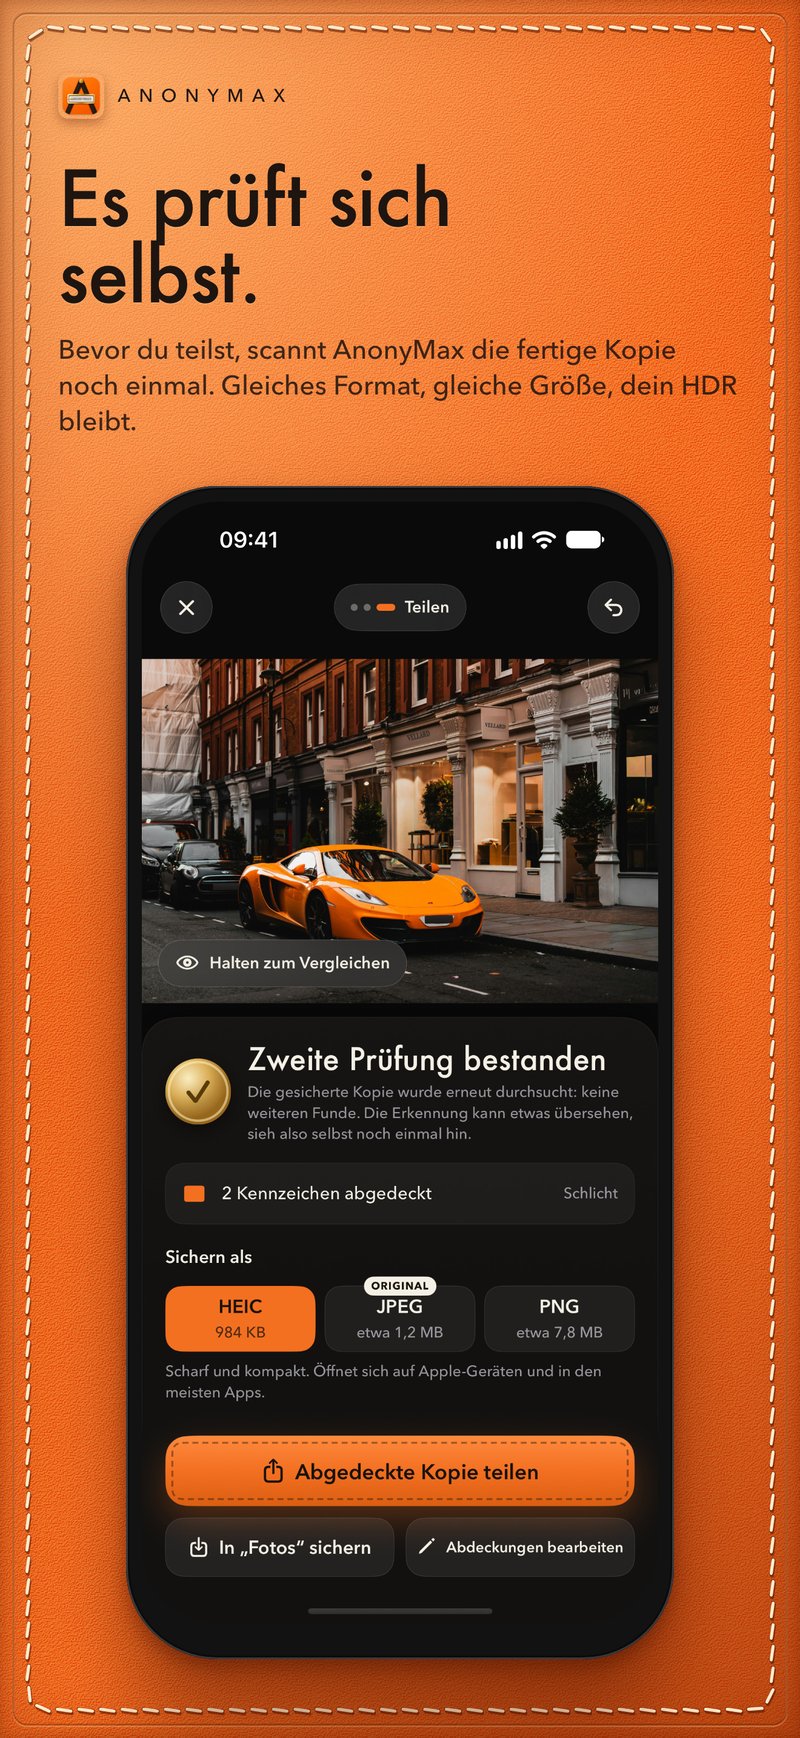 ANONYMAX
Es prüft sich
selbst.
Bevor du teilst, scannt AnonyMax die fertige Kopie
noch einmal. Gleiches Format, gleiche Größe, dein HDR
bleibt.
09:41
Teilen
VELLARD
VELLARD
Halten zum Vergleichen
Zweite Prüfung bestanden
Die gesicherte Kopie wurde erneut durchsucht: keine
weiteren Funde. Die Erkennung kann etwas übersehen,
sieh also selbst noch einmal hin.
2 Kennzeichen abgedeckt
Schlicht
Sichern als
HEIC
984 KB
ORIGINAL
JPEG
etwa 1,2 MB
PNG
etwa 7,8 MB
Scharf und kompakt. Öffnet sich auf Apple-Geräten und in den
meisten Apps.
Abgedeckte Kopie teilen
In „Fotos“ sichern
Abdeckungen bearbeiten